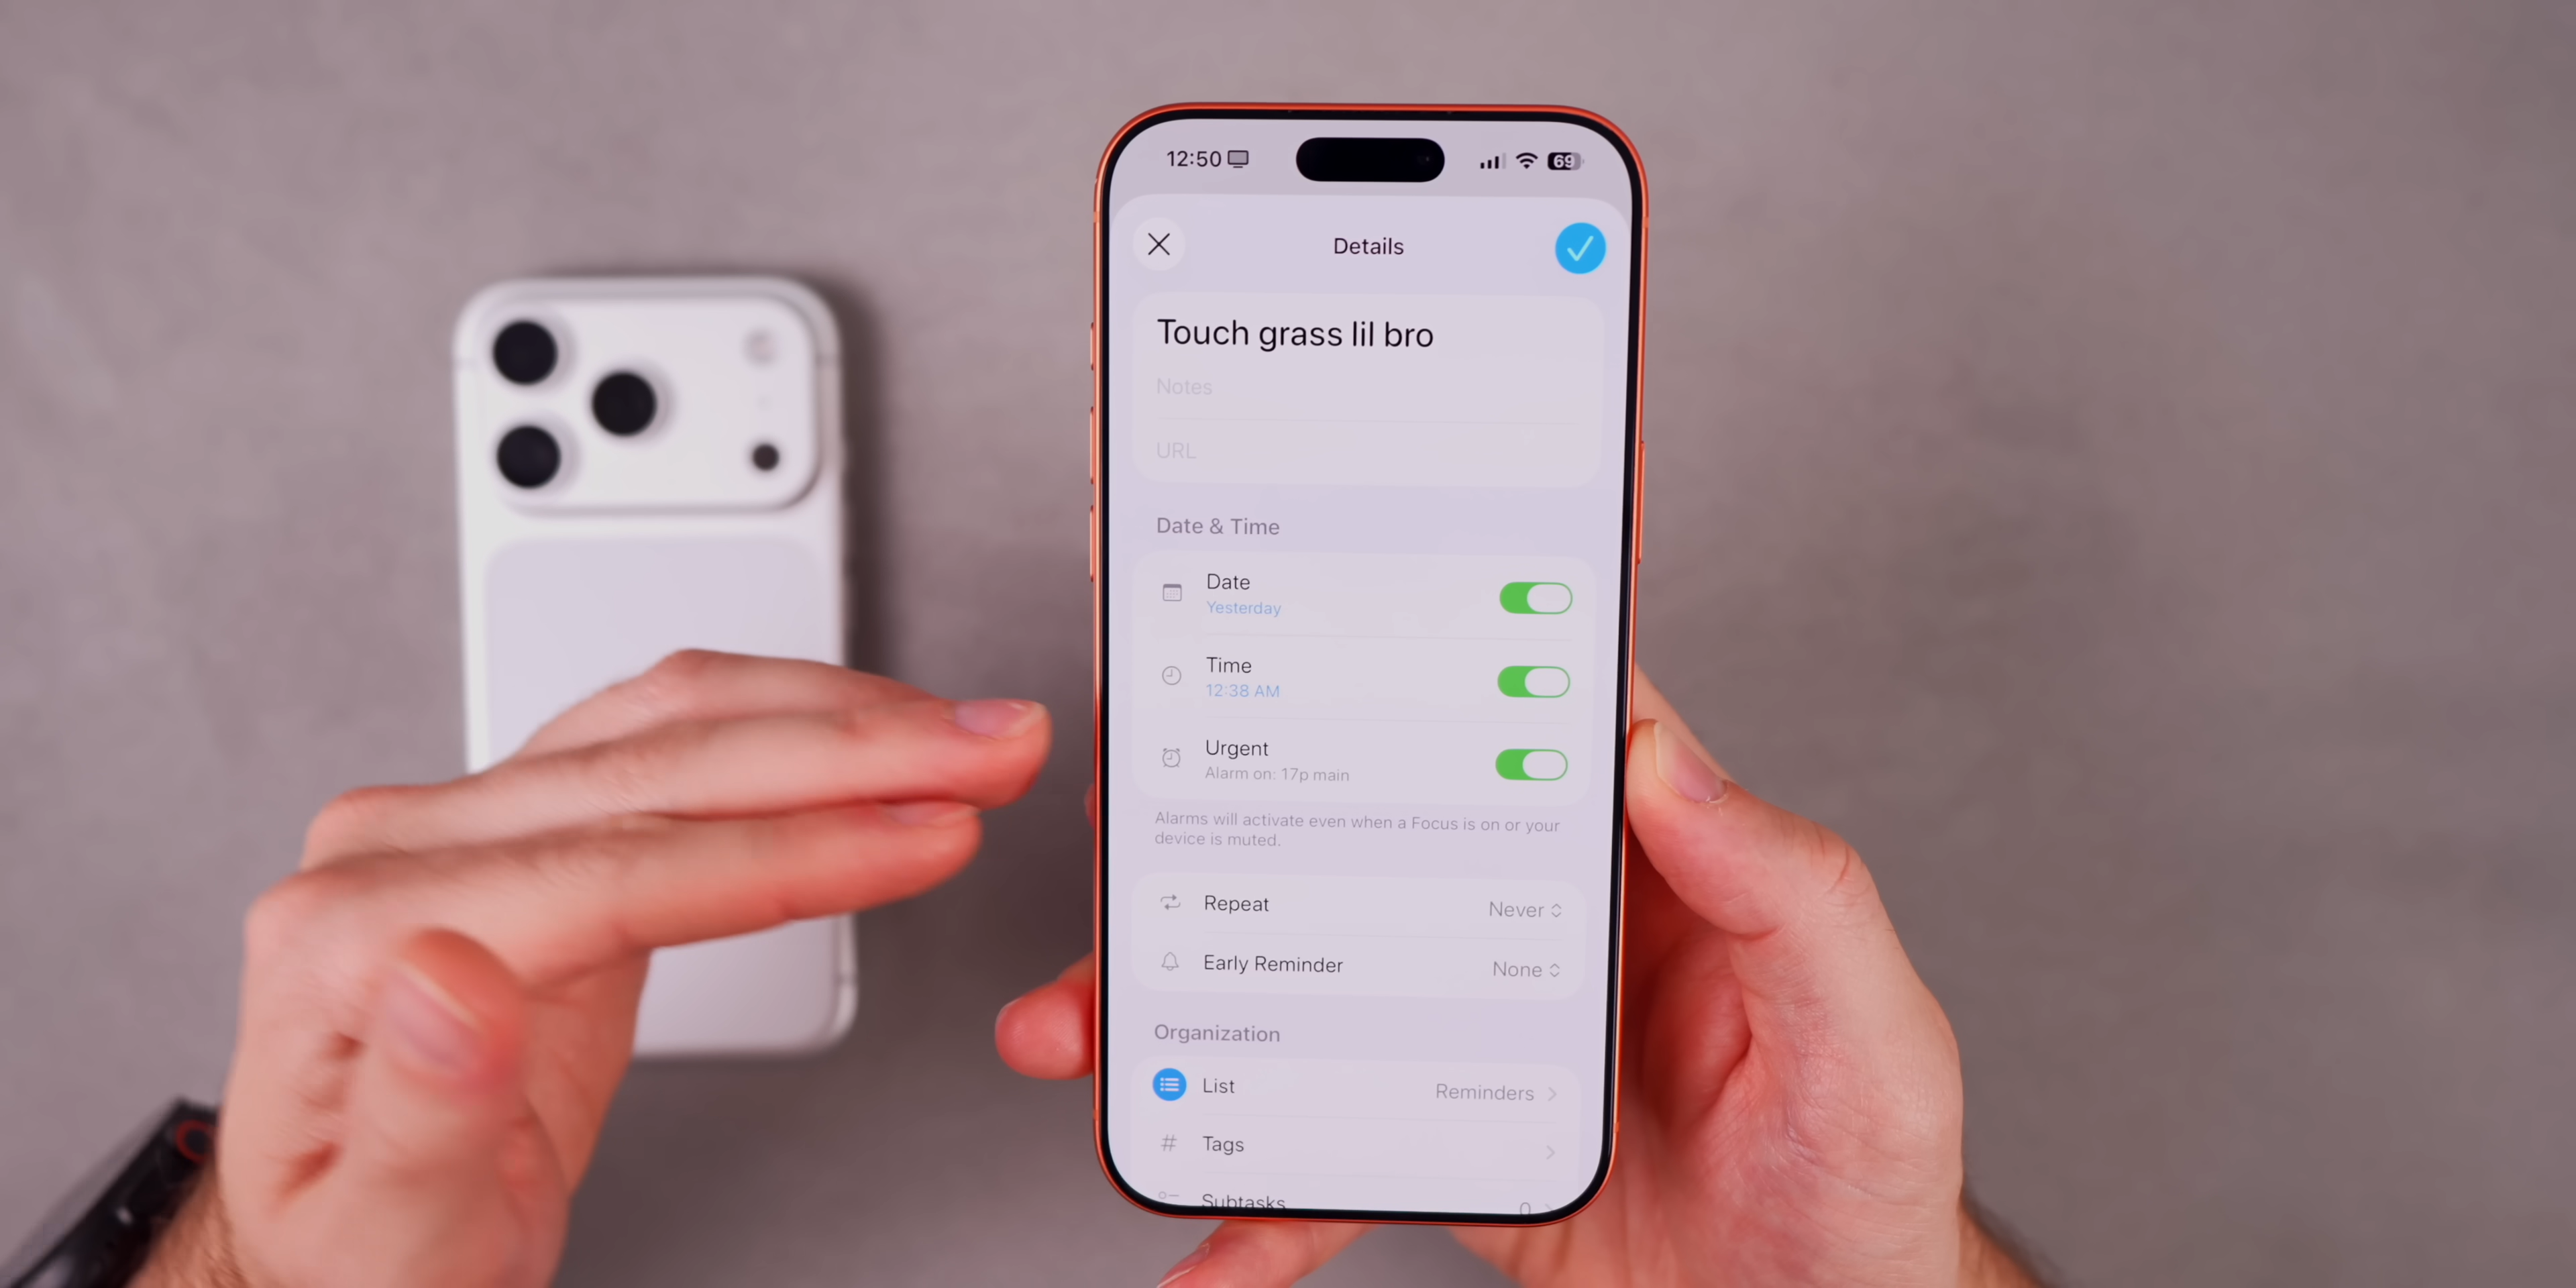 12:50
69
Details
Touch grass lil bro
Notes
URL
Date & Time
Date
Yesterday
Time
12:38 AM
Urgent
Alarm on: 17p main
Alarms will activate even when a Focus is on or your
device is muted.
Repeat Never
Early Reminder None
Organization
List Reminders
# Tags
Subtasks 0